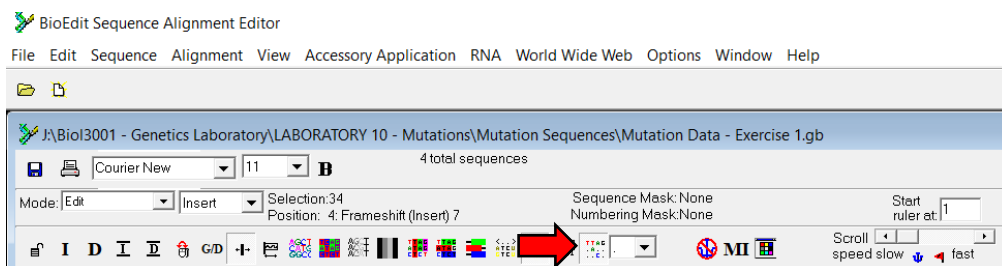 BioEdit Sequence Alignment Editor
File Edit Sequence Alignment View Accessory Application RNA World Wide Web Options Window Help
J:\Biol3001 - Genetics Laboratory\LABORATORY 10 - Mutations\Mutation Sequences\Mutation Data - Exercise 1.gb
Courier New 11 B 4 total sequences
Mode: Edit Insert Selection:34 Sequence Mask: None Start
Position: 4: Frameshift (Insert) 7 Numbering Mask:None ruler at: 1
I D I D G/D MI Scroll
speed slow fast